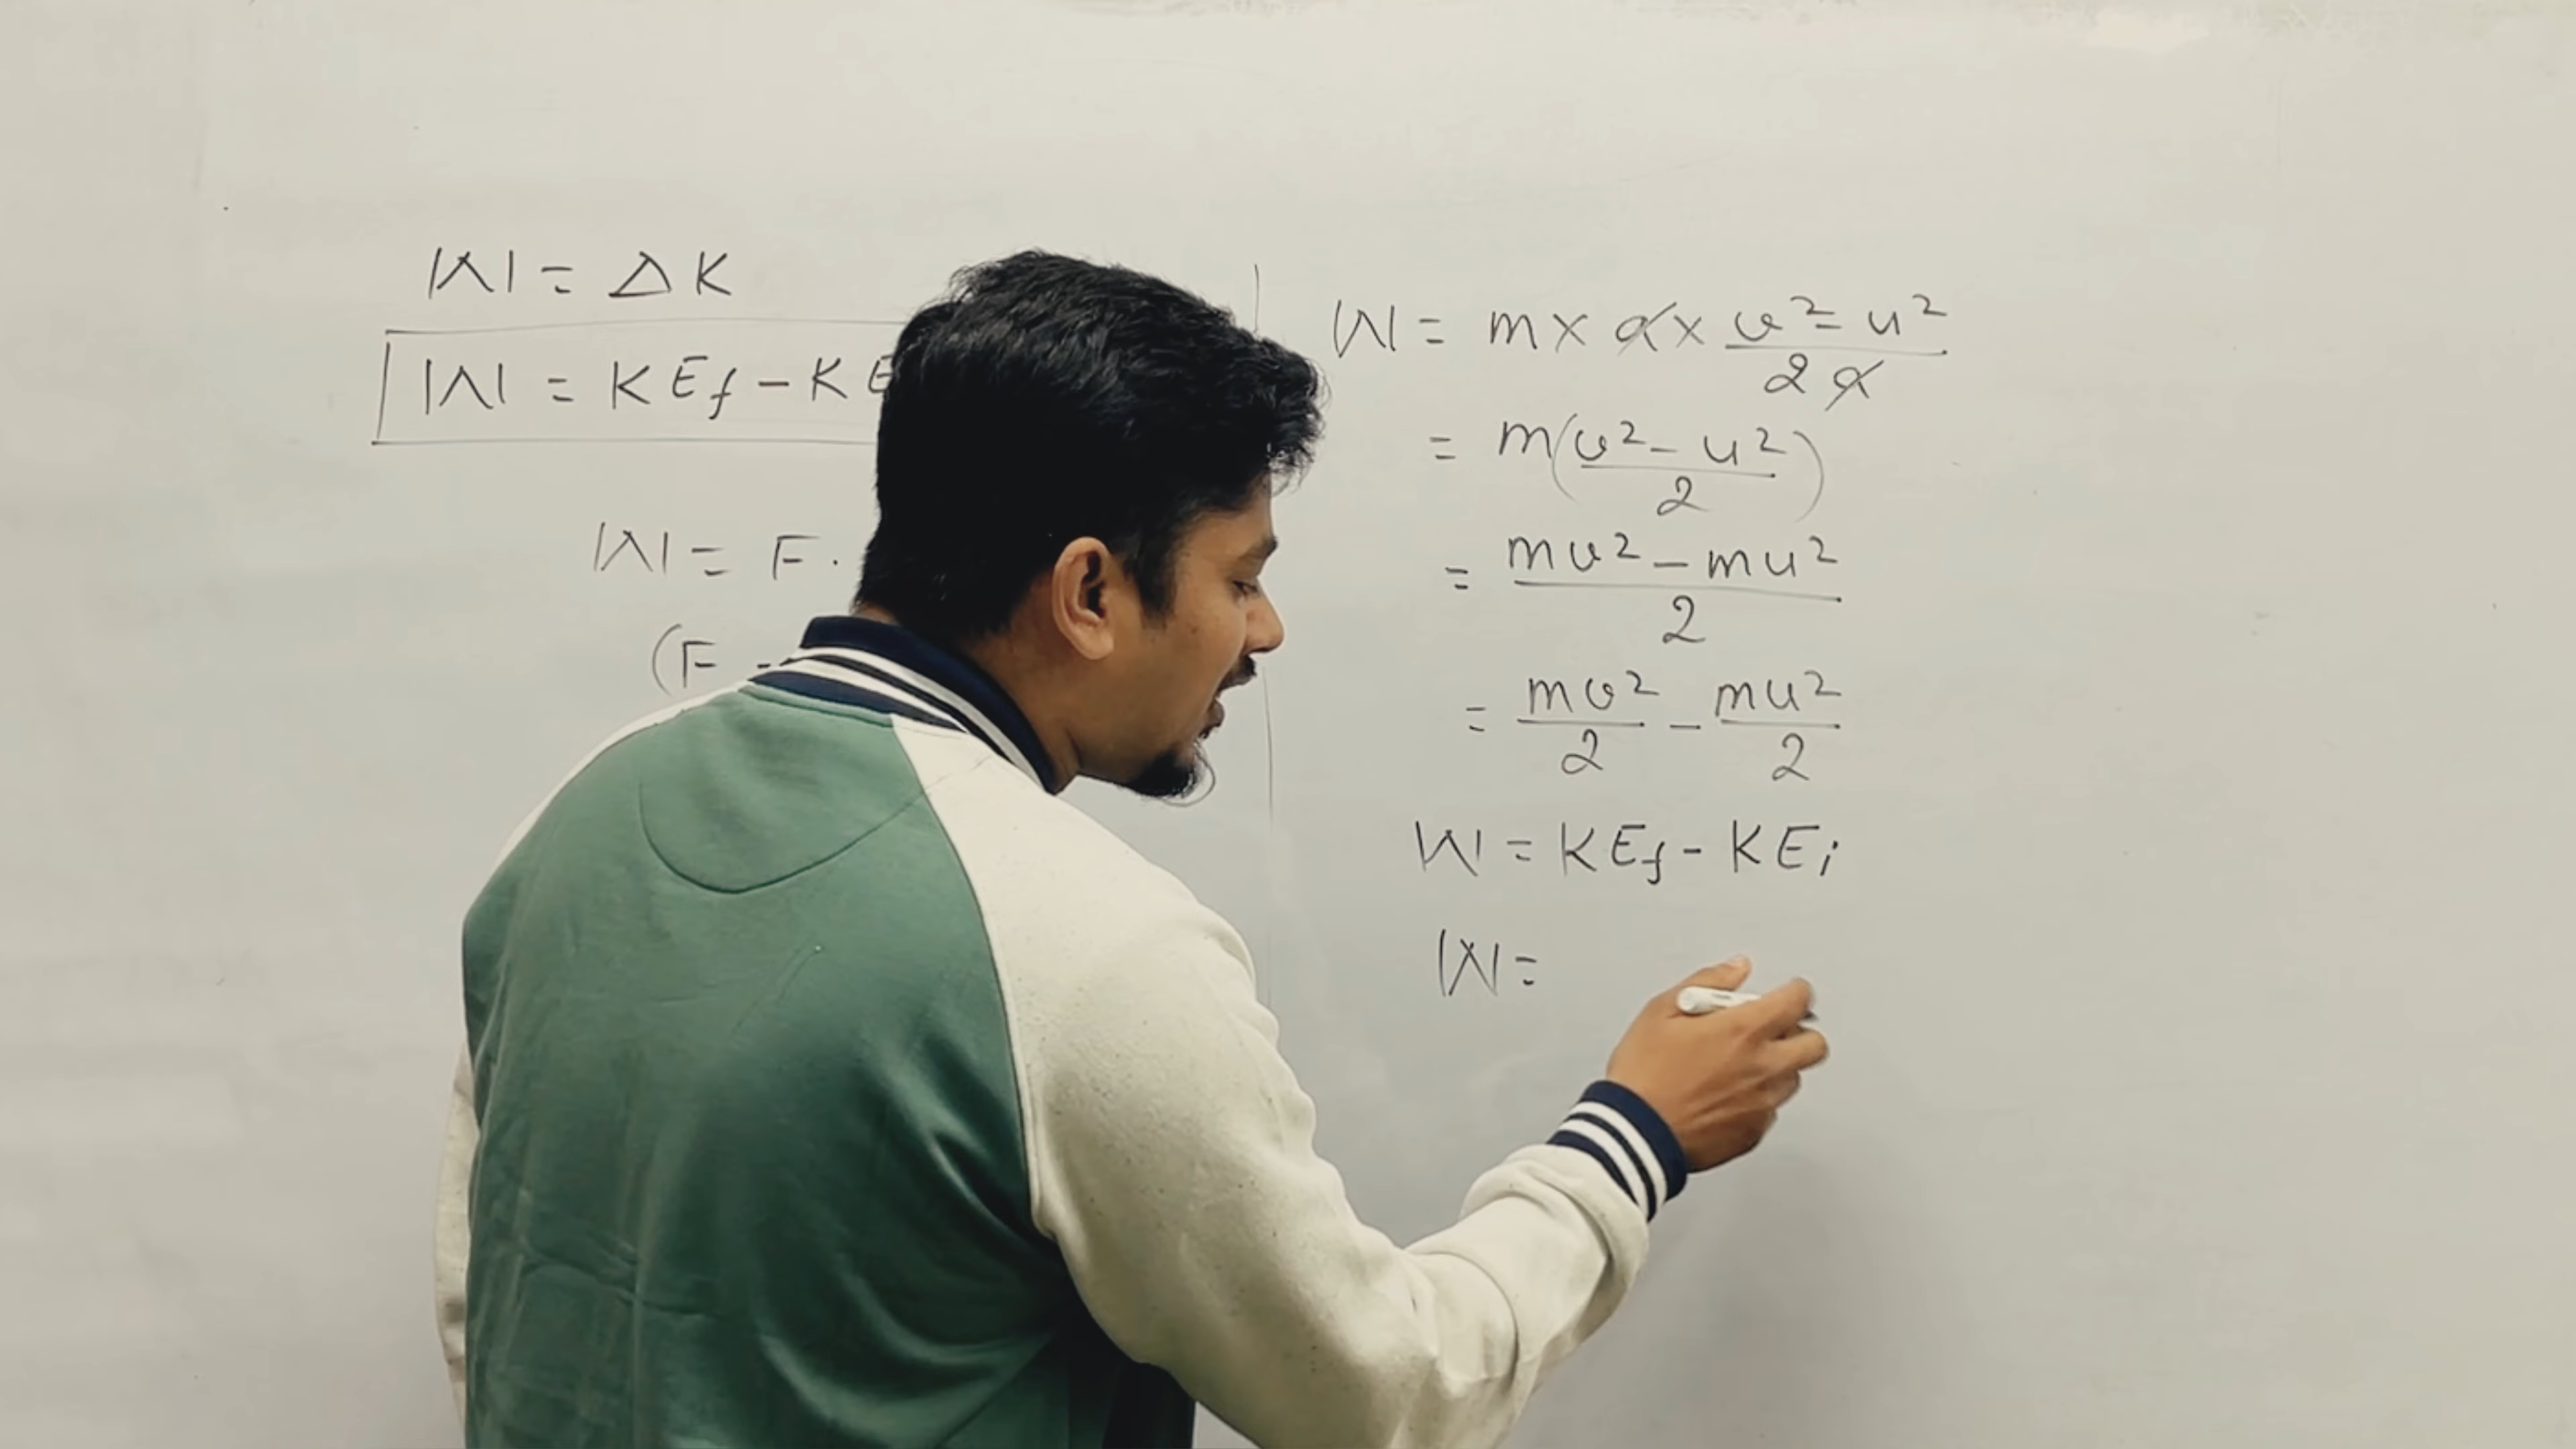 W = ΔK
W = KEf - KE
W = F.
(F
W = m x a x v² - u² / 2a
= m(v² - u² / 2)
= mv² - mu² / 2
= mv² / 2 - mu² / 2
W = KEf - KEi
W =